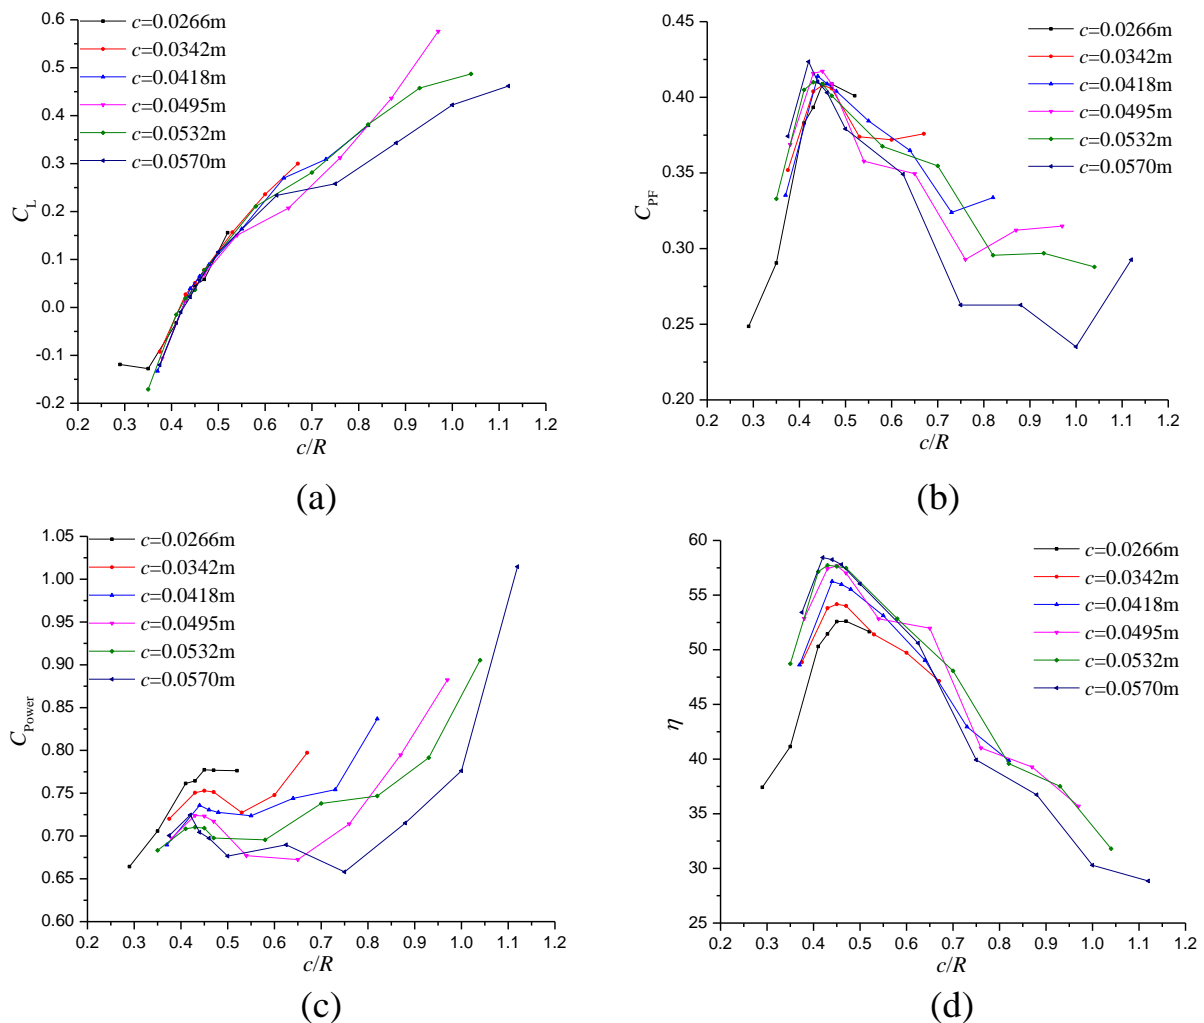 0.6
0.5
0.4
0.3
0.2
0.1
0.0
-0.1
-0.2
C_L
c=0.0266m
c=0.0342m
c=0.0418m
c=0.0495m
c=0.0532m
c=0.0570m
0.2 0.3 0.4 0.5 0.6 0.7 0.8 0.9 1.0 1.1 1.2
c/R
(a)
0.45
0.40
0.35
0.30
0.25
0.20
C_PF
c=0.0266m
c=0.0342m
c=0.0418m
c=0.0495m
c=0.0532m
c=0.0570m
0.2 0.3 0.4 0.5 0.6 0.7 0.8 0.9 1.0 1.1 1.2
c/R
(b)
1.05
1.00
0.95
0.90
0.85
0.80
0.75
0.70
0.65
0.60
C_Power
c=0.0266m
c=0.0342m
c=0.0418m
c=0.0495m
c=0.0532m
c=0.0570m
0.2 0.3 0.4 0.5 0.6 0.7 0.8 0.9 1.0 1.1 1.2
c/R
(c)
60
55
50
45
40
35
30
25
η
c=0.0266m
c=0.0342m
c=0.0418m
c=0.0495m
c=0.0532m
c=0.0570m
0.2 0.3 0.4 0.5 0.6 0.7 0.8 0.9 1.0 1.1 1.2
c/R
(d)